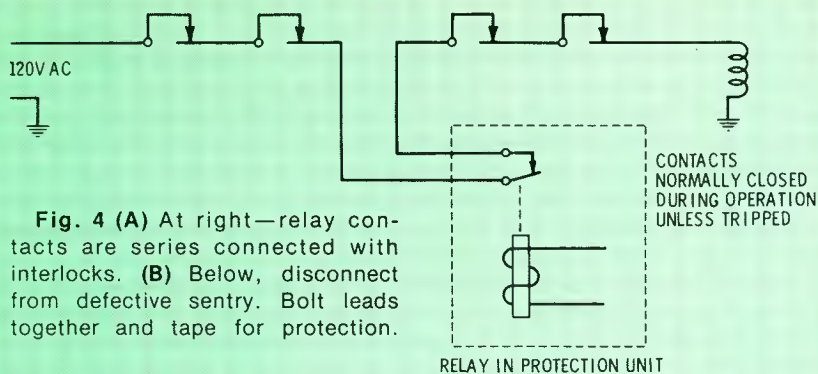 120V AC
CONTACTS
NORMALLY CLOSED
DURING OPERATION
UNLESS TRIPPED
Fig. 4 (A) At right—relay con-
tacts are series connected with
interlocks. (B) Below, disconnect
from defective sentry. Bolt leads
together and tape for protection.
RELAY IN PROTECTION UNIT